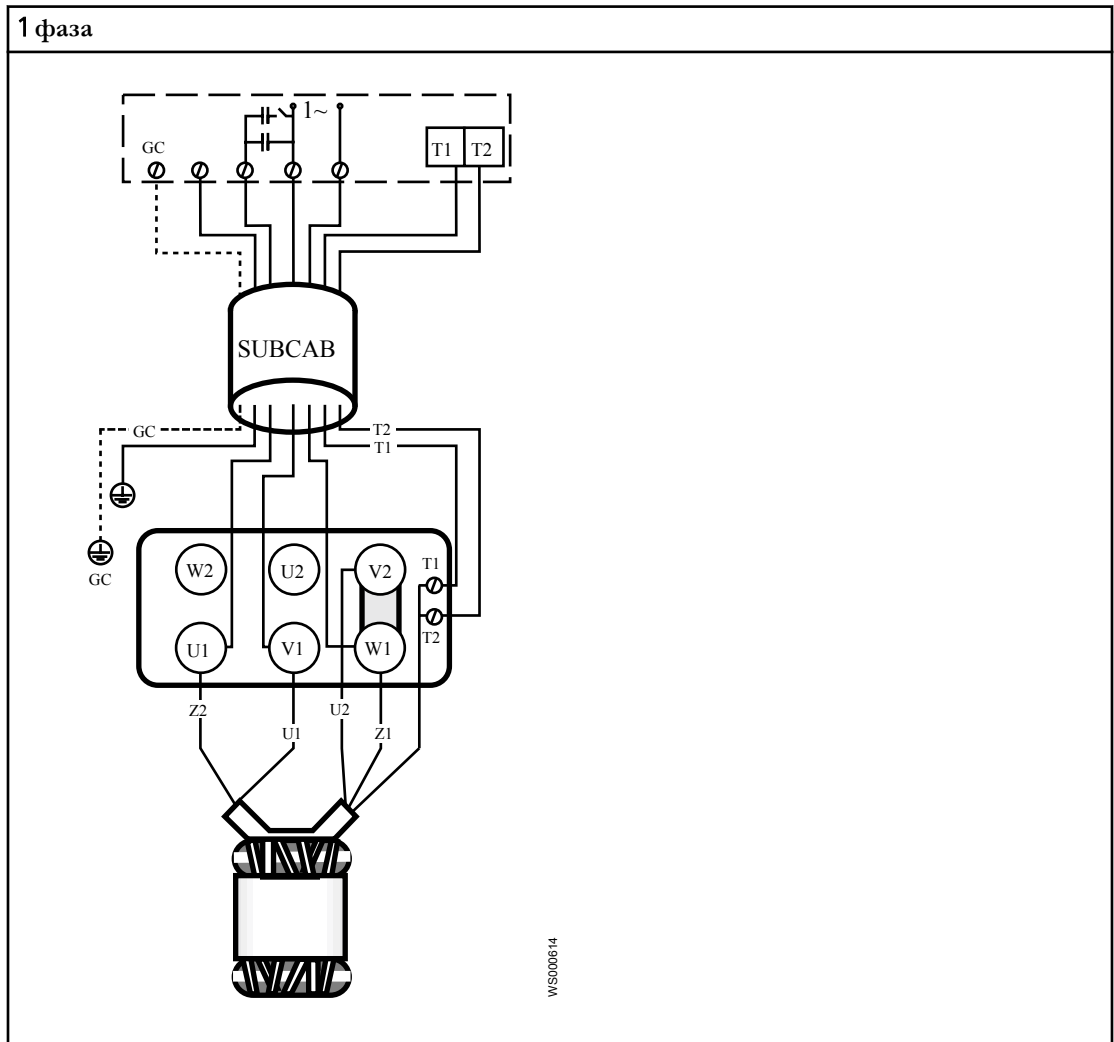 1 фаза
1~
GC
T1 T2
SUBCAB
GC
T2
T1
GC
W2 U2 V2 T1
U1 V1 W1 T2
Z2 U1 U2 Z1
WS000614